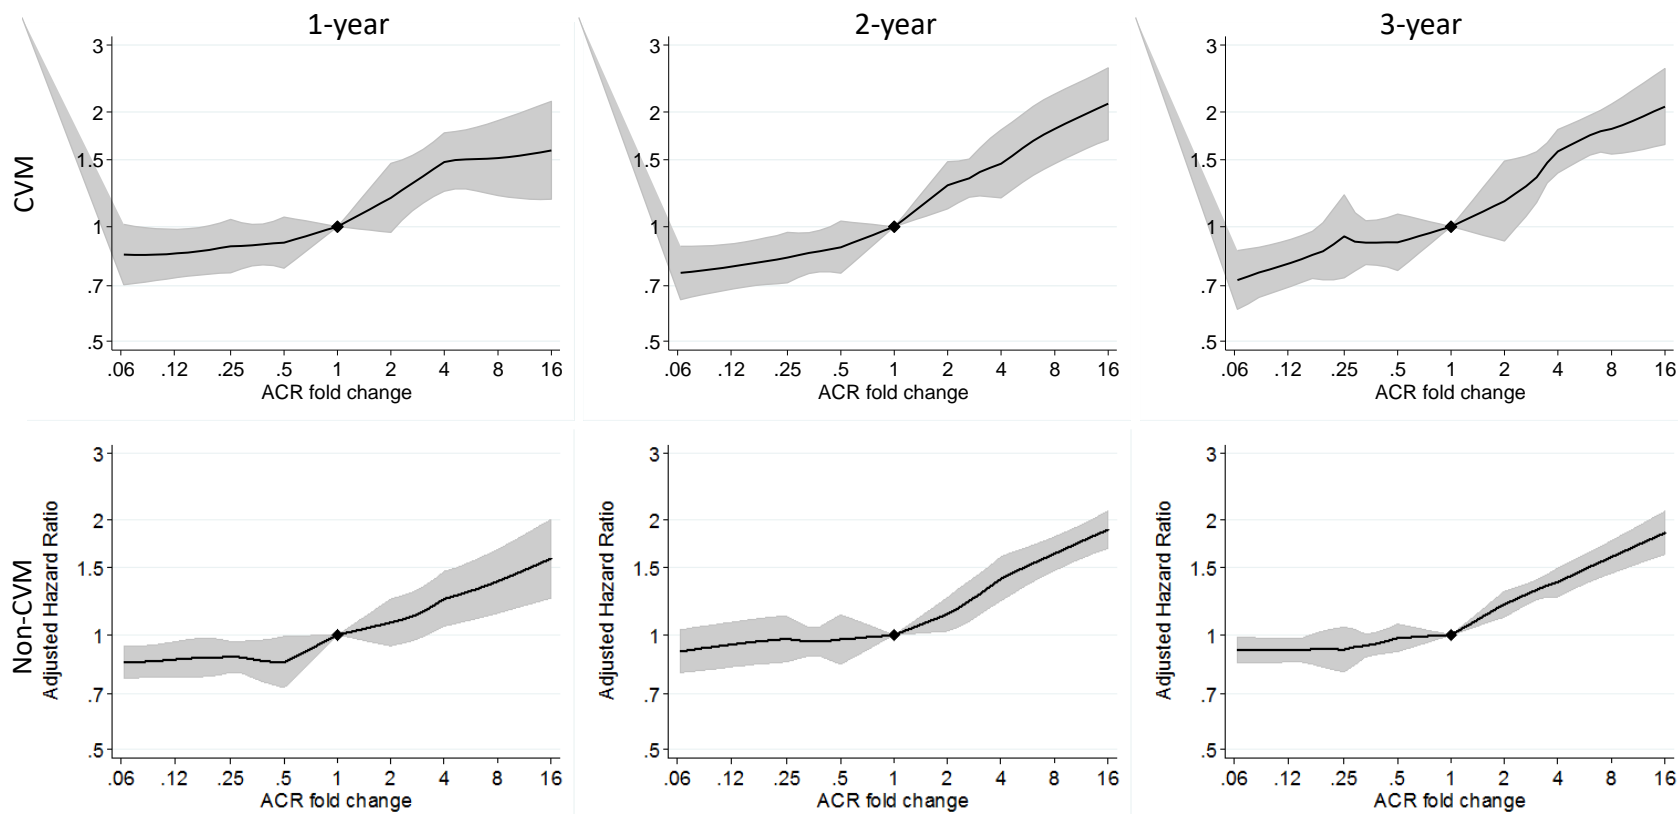 1-year 2-year 3-year
CVM
3
2
1.5
1
.7
.5
.06 .12 .25 .5 1 2 4 8 16
ACR fold change
3
2
1.5
1
.7
.5
.06 .12 .25 .5 1 2 4 8 16
ACR fold change
3
2
1.5
1
.7
.5
.06 .12 .25 .5 1 2 4 8 16
ACR fold change
Non-CVM
Adjusted Hazard Ratio
3
2
1.5
1
.7
.5
.06 .12 .25 .5 1 2 4 8 16
ACR fold change
Adjusted Hazard Ratio
3
2
1.5
1
.7
.5
.06 .12 .25 .5 1 2 4 8 16
ACR fold change
Adjusted Hazard Ratio
3
2
1.5
1
.7
.5
.06 .12 .25 .5 1 2 4 8 16
ACR fold change